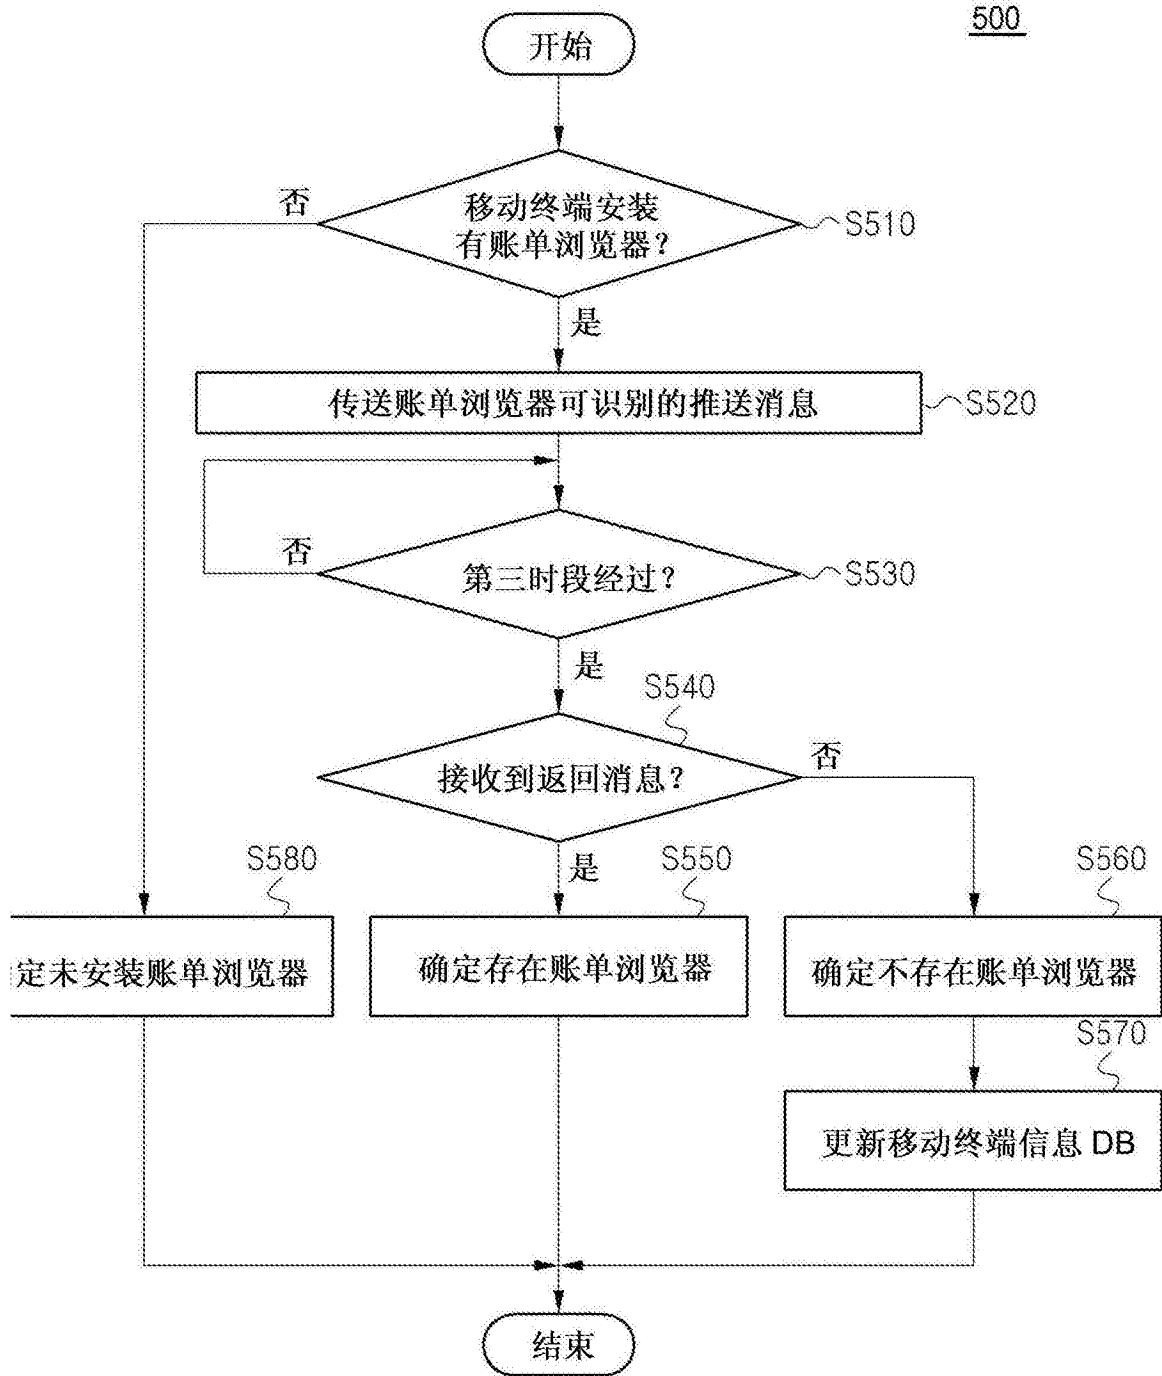 500
开始
否
移动终端安装
有账单浏览器？
S510
是
传送账单浏览器可识别的推送消息
S520
否
第三时段经过？
S530
是
S540
接收到返回消息？
否
是
S580
S550
S560
定未安装账单浏览器
确定存在账单浏览器
确定不存在账单浏览器
S570
更新移动终端信息 DB
结束